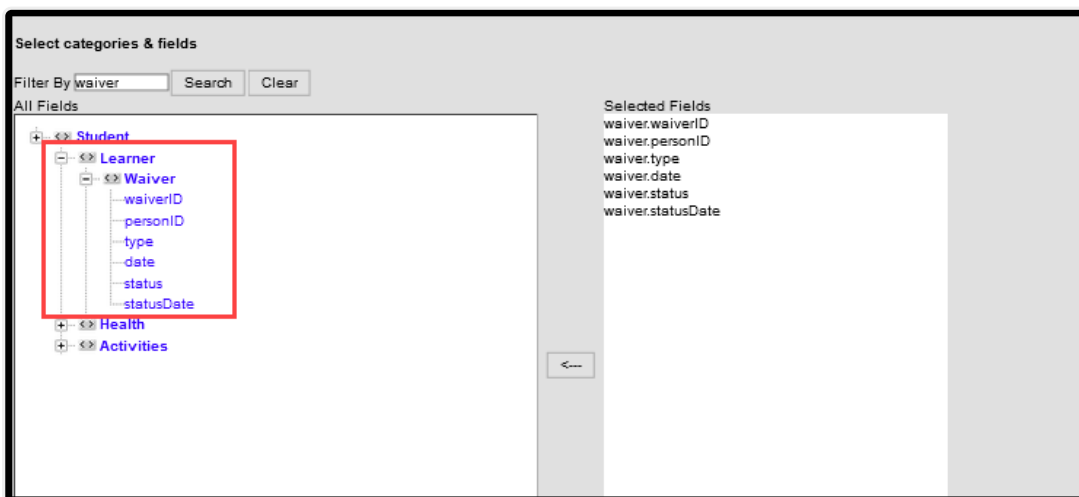 Select categories & fields
Filter By waiver Search Clear
All Fields
Student
Learner
Waiver
waiverID
personID
type
date
status
statusDate
Health
Activities
<---
Selected Fields
waiver.waiverID
waiver.personID
waiver.type
waiver.date
waiver.status
waiver.statusDate